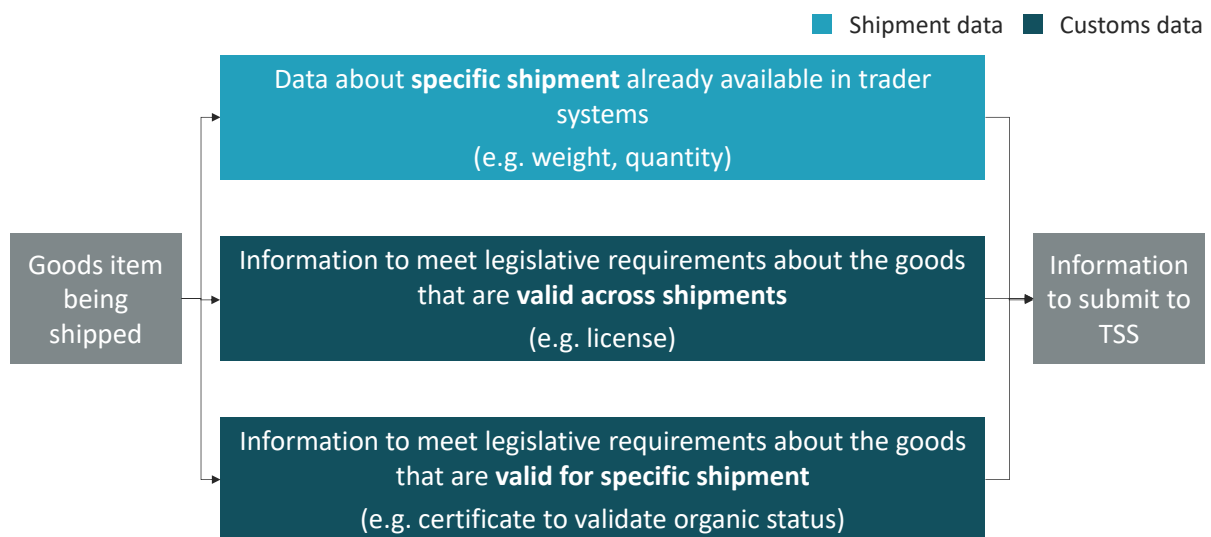 Shipment data
Customs data
Data about specific shipment already available in trader
systems
(e.g. weight, quantity)
Goods item
being
shipped
Information to meet legislative requirements about the goods
that are valid across shipments
(e.g. license)
Information
to submit to
TSS
Information to meet legislative requirements about the goods
that are valid for specific shipment
(e.g. certificate to validate organic status)